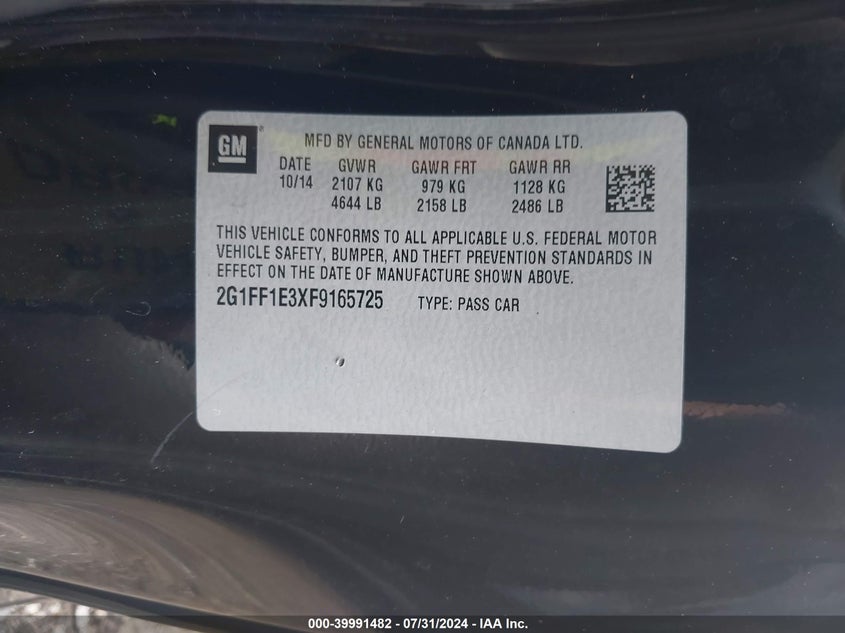 GM
MFD BY GENERAL MOTORS OF CANADA LTD.
DATE GVWR GAWR FRT GAWR RR
10/14 2107 KG 979 KG 1128 KG
4644 LB 2158 LB 2486 LB
THIS VEHICLE CONFORMS TO ALL APPLICABLE U.S. FEDERAL MOTOR
VEHICLE SAFETY, BUMPER, AND THEFT PREVENTION STANDARDS IN
EFFECT ON THE DATE OF MANUFACTURE SHOWN ABOVE.
2G1FF1E3XF9165725 TYPE: PASS CAR
000-39991482 - 07/31/2024 - IAA Inc.